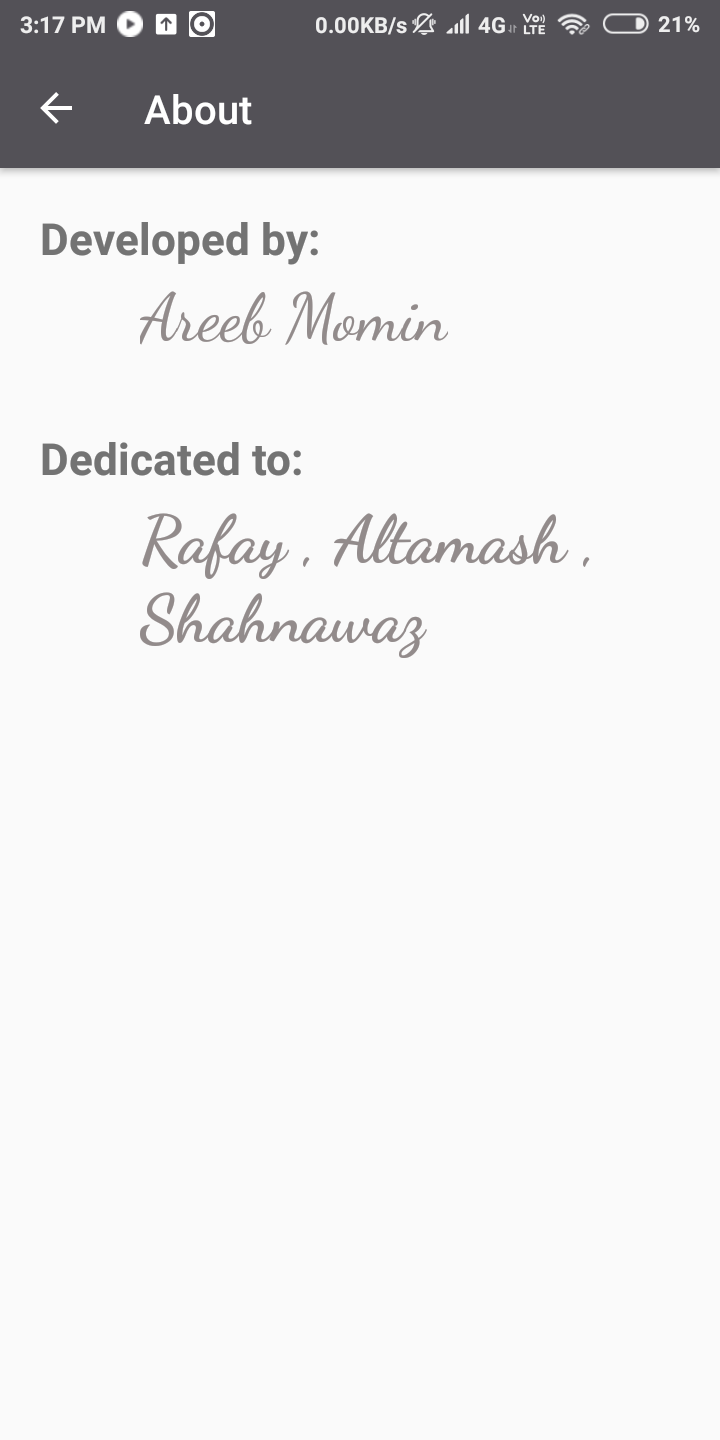 3:17 PM 0.00KB/s 4G Vo) LTE 21%
About
Developed by:
Areeb Momin
Dedicated to:
Rafay , Altamash ,
Shahnawaz